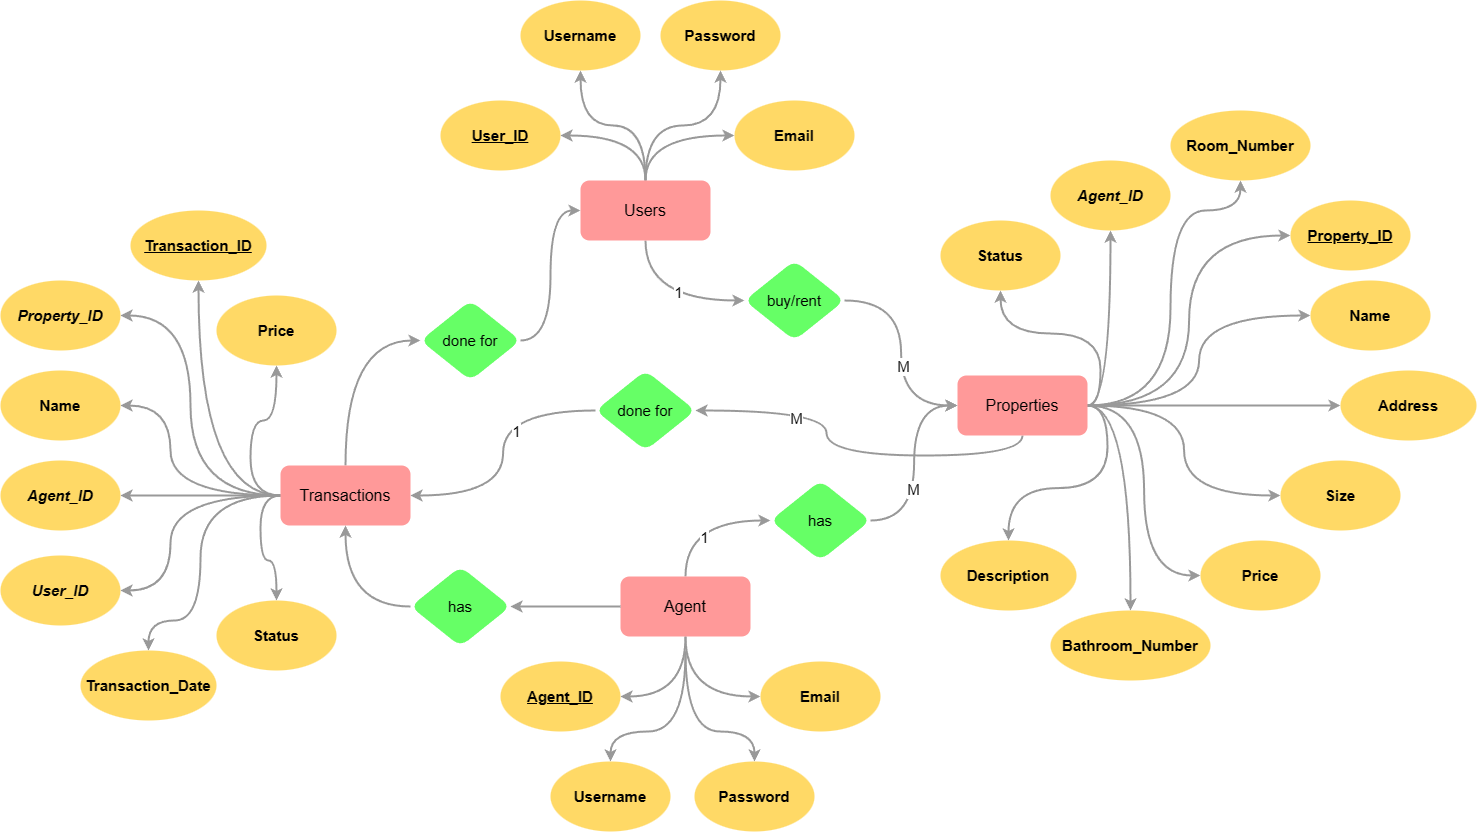 Username
Password
User_ID
Email
Room_Number
Agent_ID
Users
Property_ID
Transaction_ID
Status
Property_ID
Price
1
buy/rent
Name
done for
M
Name
Properties
Address
done for
M
1
Agent_ID
Transactions
M
Size
1
has
User_ID
has
Agent
Description
Price
Status
Bathroom_Number
Transaction_Date
Agent_ID
Email
Username
Password